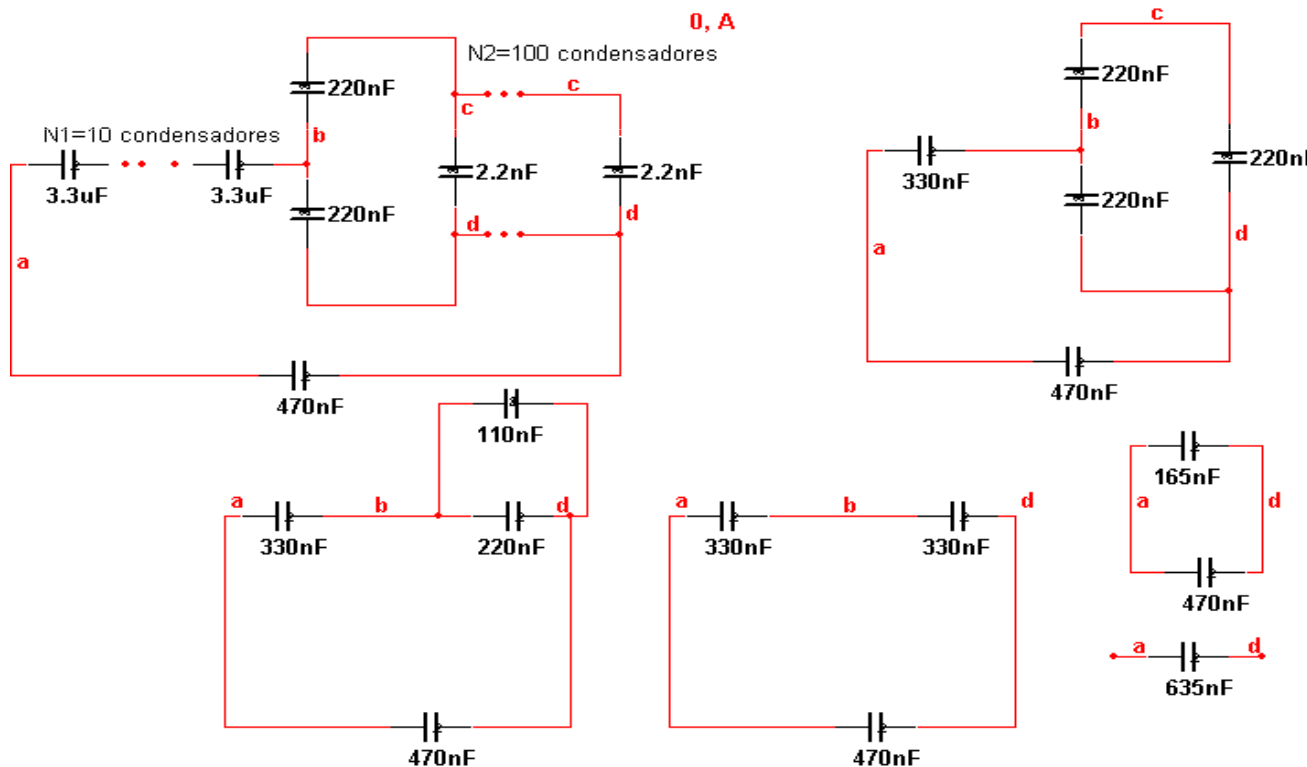 0, A
N2=100 condensadores
220nF
c
c
N1=10 condensadores
b
3.3uF
3.3uF
2.2nF
2.2nF
220nF
d
d
a
470nF
c
220nF
b
330nF
220nF
220nF
d
a
470nF
110nF
a
b
d
330nF
220nF
470nF
a
b
d
330nF
330nF
470nF
165nF
a
d
470nF
a
d
635nF